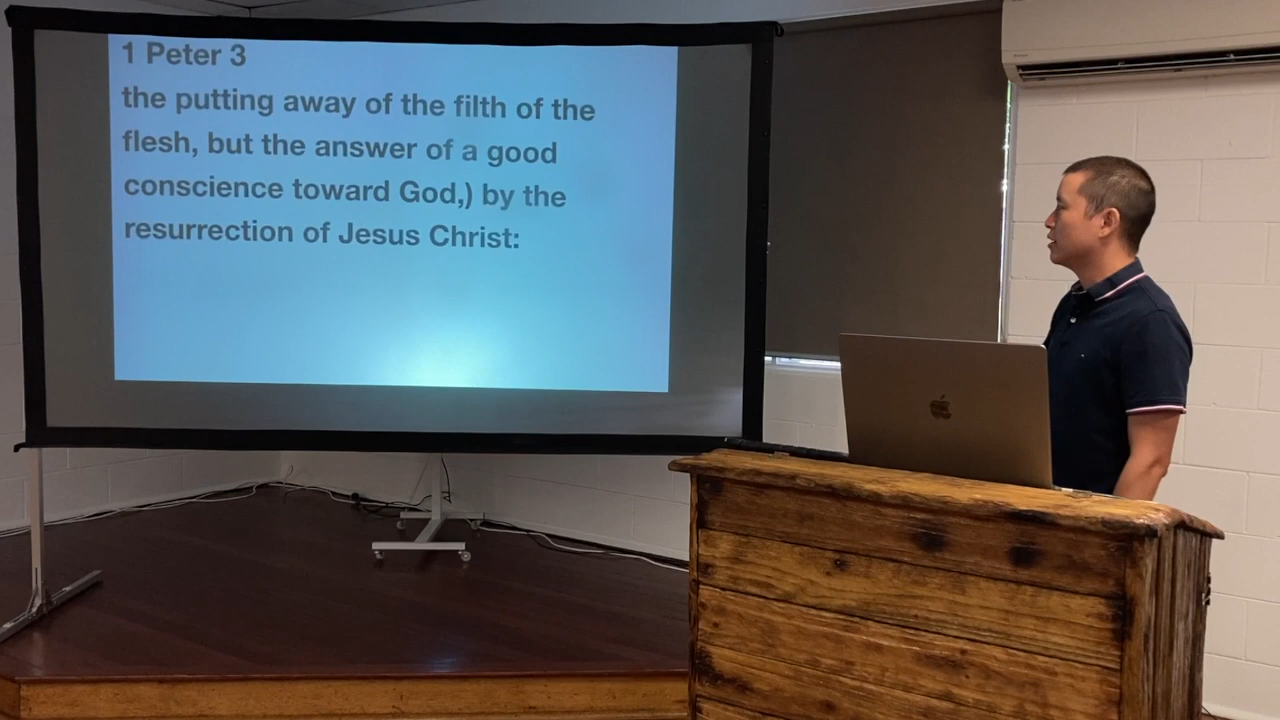 1 Peter 3
the putting away of the filth of the
flesh, but the answer of a good
conscience toward God,) by the
resurrection of Jesus Christ: